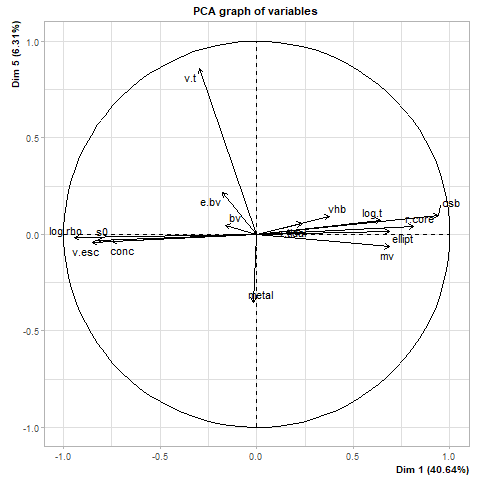 PCA graph of variables
Dim 5 (6.31%)
1.0
0.5
0.0
-0.5
-1.0
v.t
e.bv
bv
vhb
log.t
r.core
csb
log.rho
s0
v.esc
conc
ellipt
mv
metal
-1.0 -0.5 0.0 0.5 1.0
Dim 1 (40.64%)